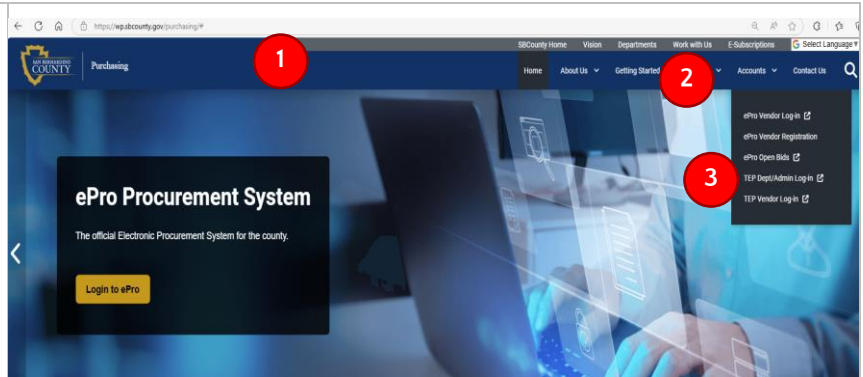 https://wp.sbcounty.gov/purchasing/#
SBCounty Home Vision Departments Work with Us E-Subscriptions G Select Language▼
SAN BERNARDINO
COUNTY
Purchasing
Home About Us Getting Started Accounts Contact Us
1
2
3
ePro Vendor Log-in
ePro Vendor Registration
ePro Open Bids
TEP Dept/Admin Log-in
TEP Vendor Log-in
ePro Procurement System
The official Electronic Procurement System for the county.
Login to ePro